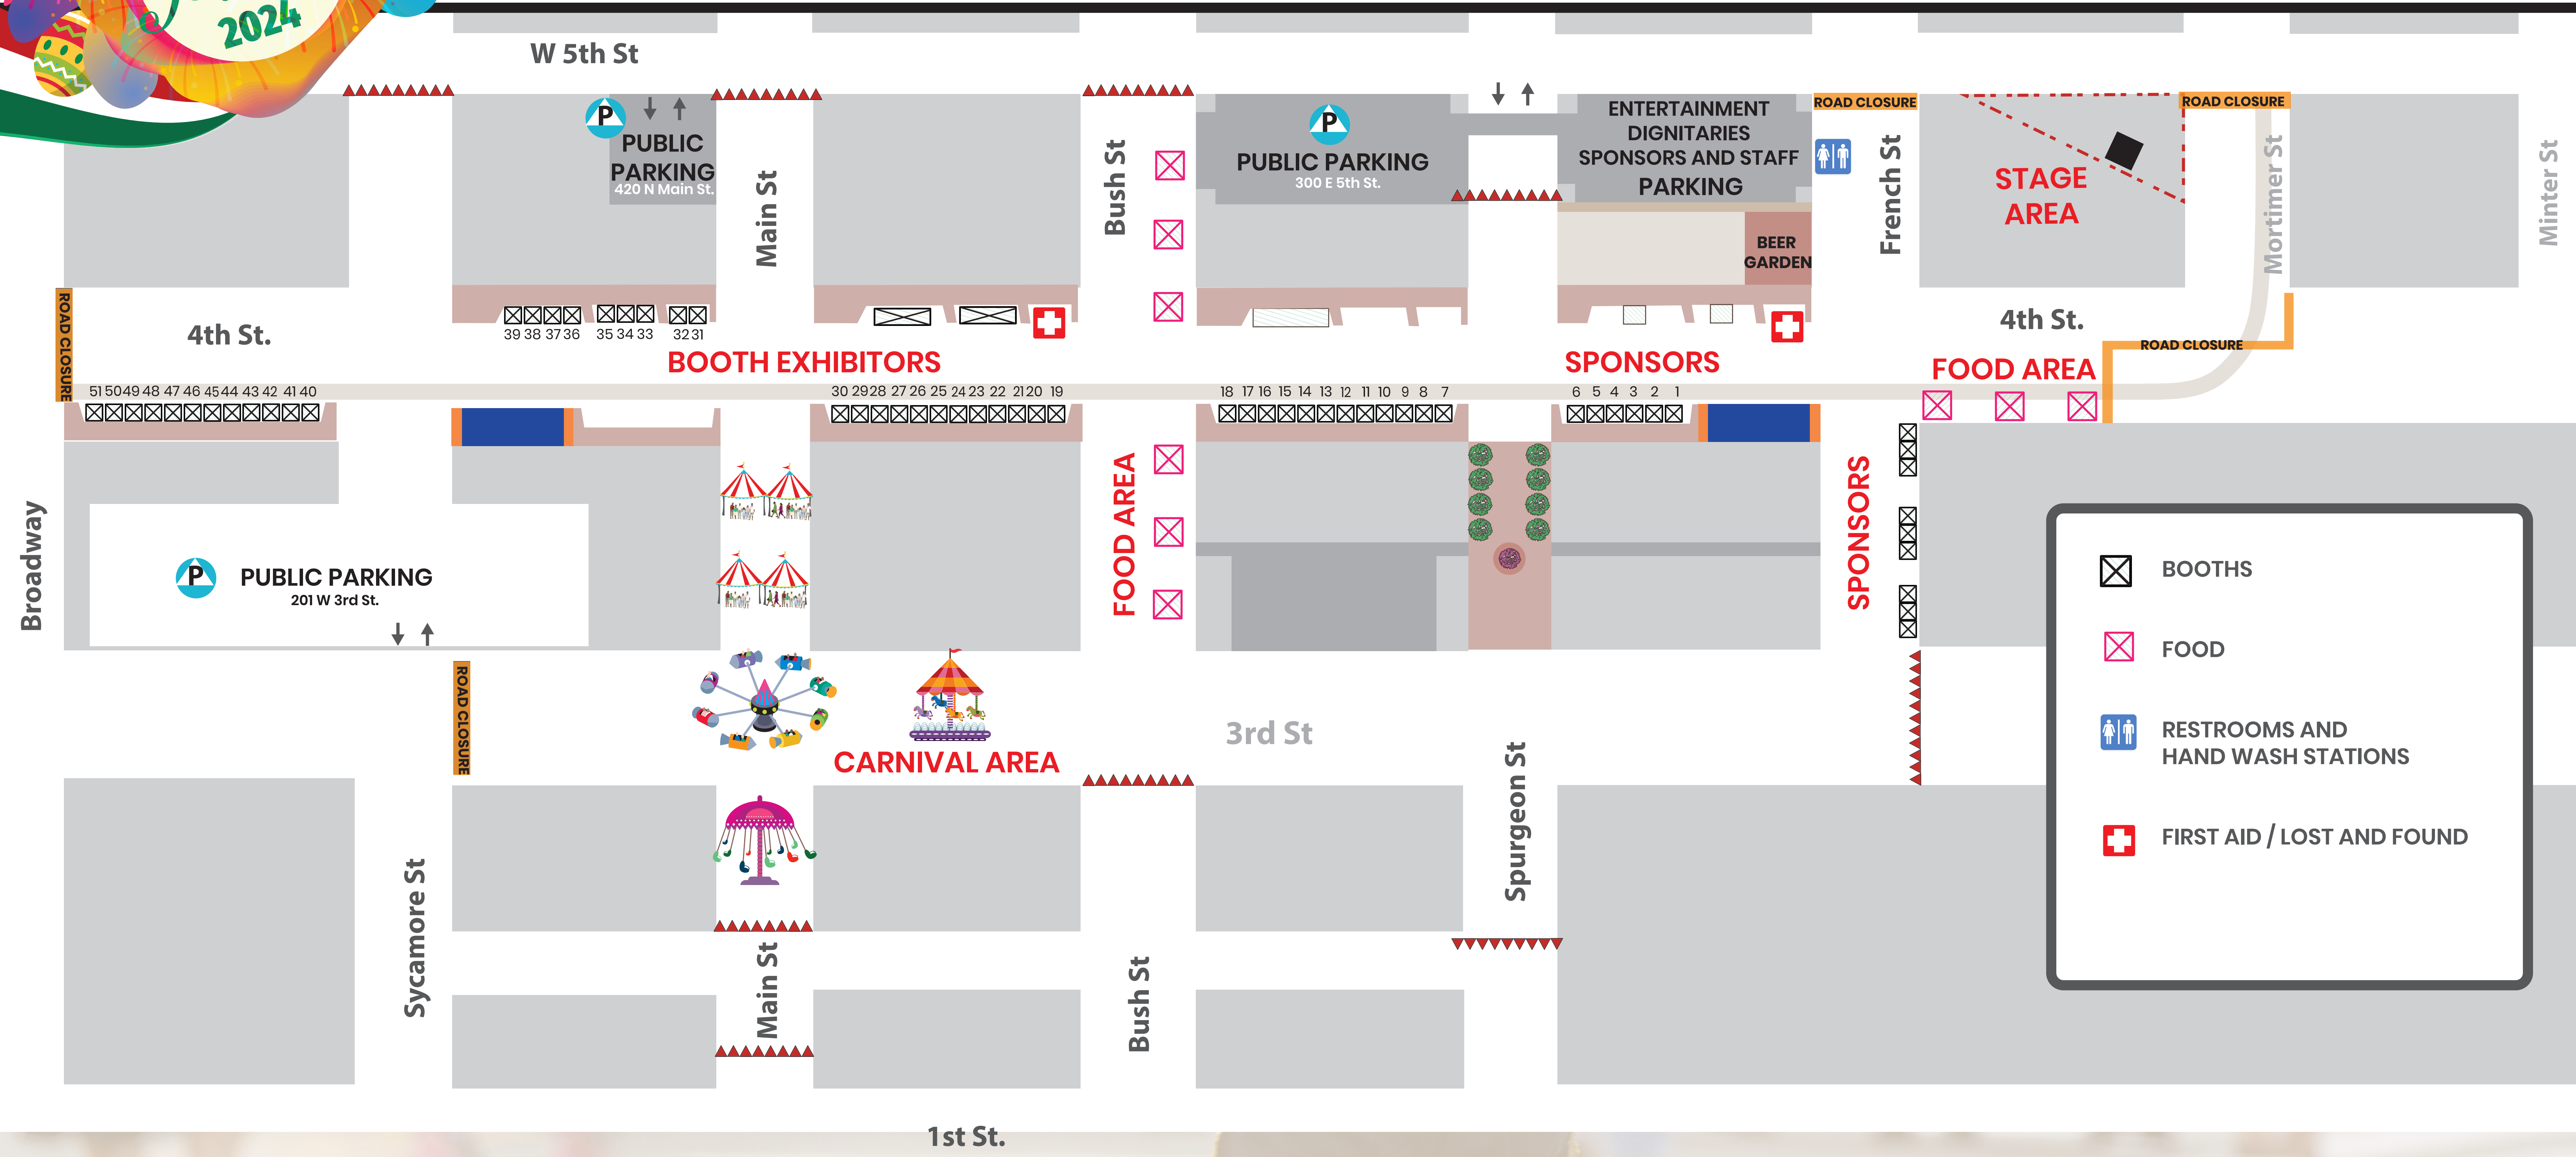 2024
W 5th St
P
PUBLIC
PARKING
420 N Main St.
Main St
Bush St
P
PUBLIC PARKING
300 E 5th St.
ENTERTAINMENT
DIGNITARIES
SPONSORS AND STAFF
PARKING
ROAD CLOSURE
French St
STAGE
AREA
ROAD CLOSURE
Mortimer St
Minter St
BEER
GARDEN
ROAD CLOSURE
4th St.
39 38 37 36 35 34 33 32 31
BOOTH EXHIBITORS
SPONSORS
4th St.
ROAD CLOSURE
FOOD AREA
51 50 49 48 47 46 45 44 43 42 41 40
30 29 28 27 26 25 24 23 22 21 20 19
18 17 16 15 14 13 12 11 10 9 8 7
6 5 4 3 2 1
Broadway
P
PUBLIC PARKING
201 W 3rd St.
FOOD AREA
SPONSORS
ROAD CLOSURE
CARNIVAL AREA
3rd St
Sycamore St
Main St
Bush St
Spurgeon St
1st St.
BOOTHS
FOOD
RESTROOMS AND
HAND WASH STATIONS
FIRST AID / LOST AND FOUND